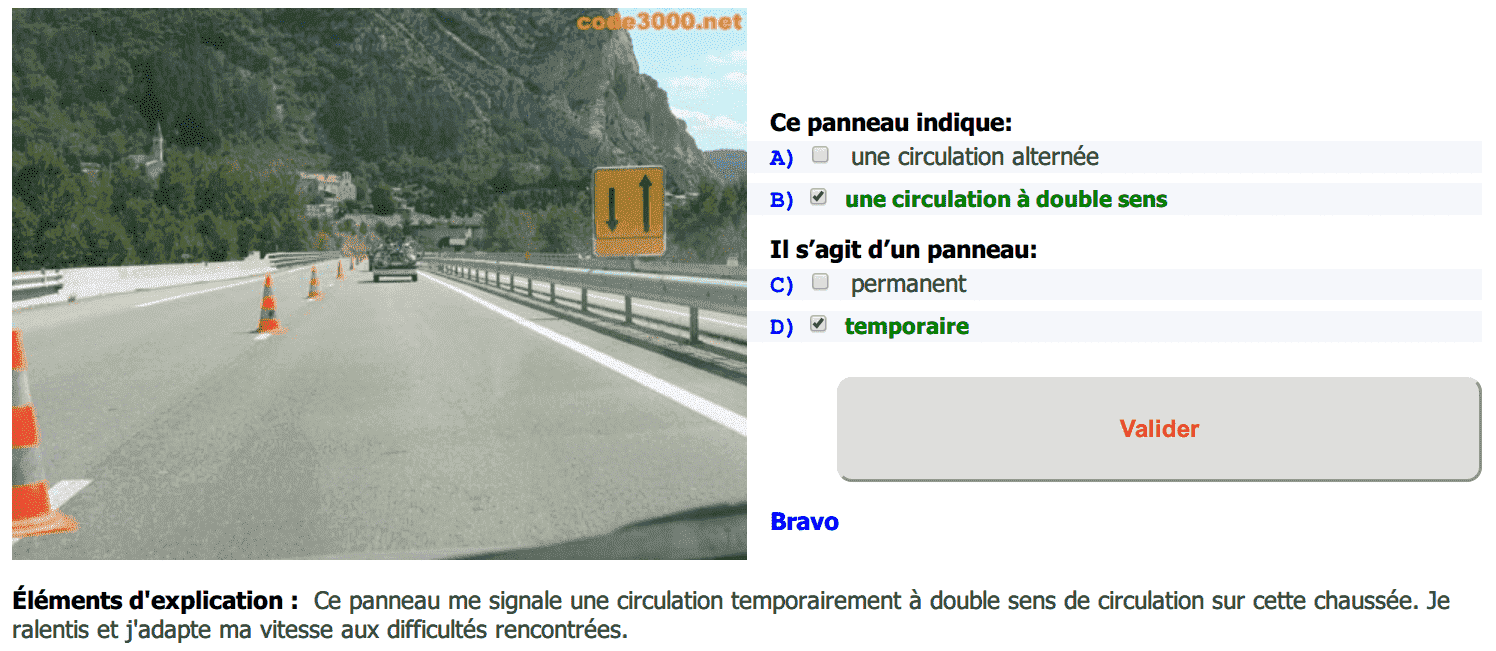 code3000.net
Ce panneau indique:
A) une circulation alternée
B) une circulation à double sens
Il s’agit d’un panneau:
C) permanent
D) temporaire
Valider
Bravo
Éléments d'explication : Ce panneau me signale une circulation temporairement à double sens de circulation sur cette chaussée. Je
ralentis et j'adapte ma vitesse aux difficultés rencontrées.